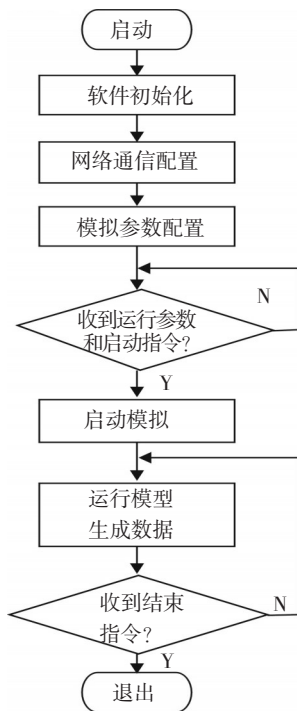 启动
软件初始化
网络通信配置
模拟参数配置
N
收到运行参数
和启动指令?
Y
启动模拟
运行模型
生成数据
收到结束
指令?
N
Y
退出